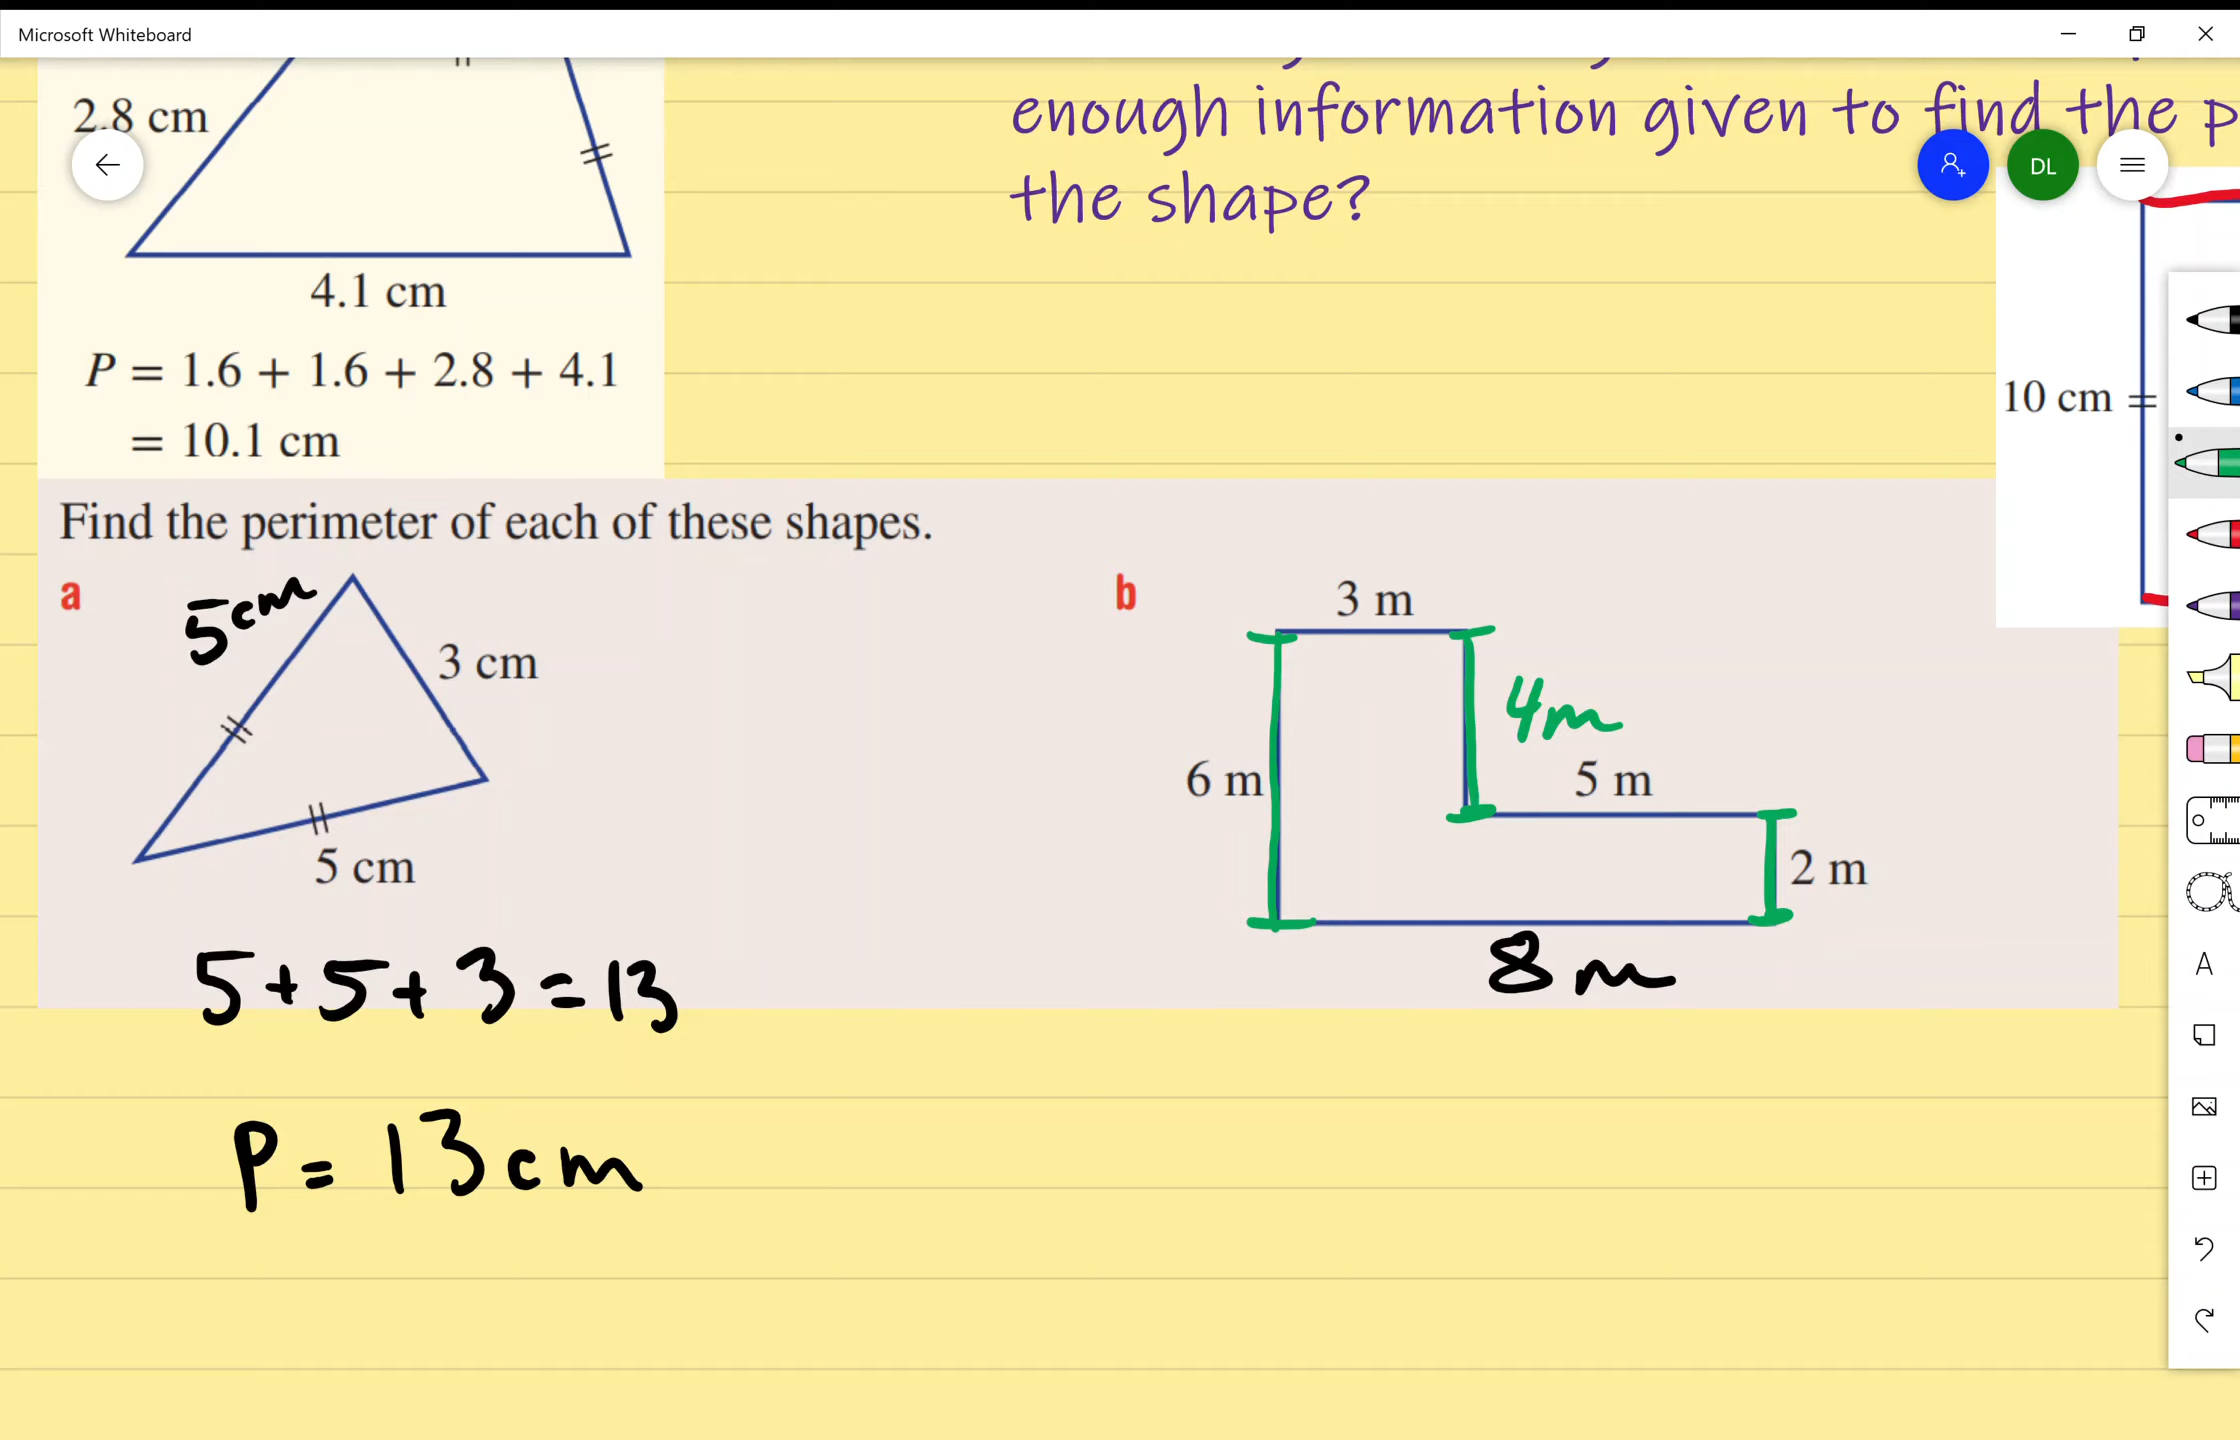 Microsoft Whiteboard
2.8 cm
4.1 cm
P = 1.6 + 1.6 + 2.8 + 4.1
= 10.1 cm
enough information given to find the p
the shape?
DL
10 cm
Find the perimeter of each of these shapes.
a
5cm
3 cm
5 cm
5+5+3=13
P=13cm
b
3 m
4m
6 m
5 m
2 m
8m
A